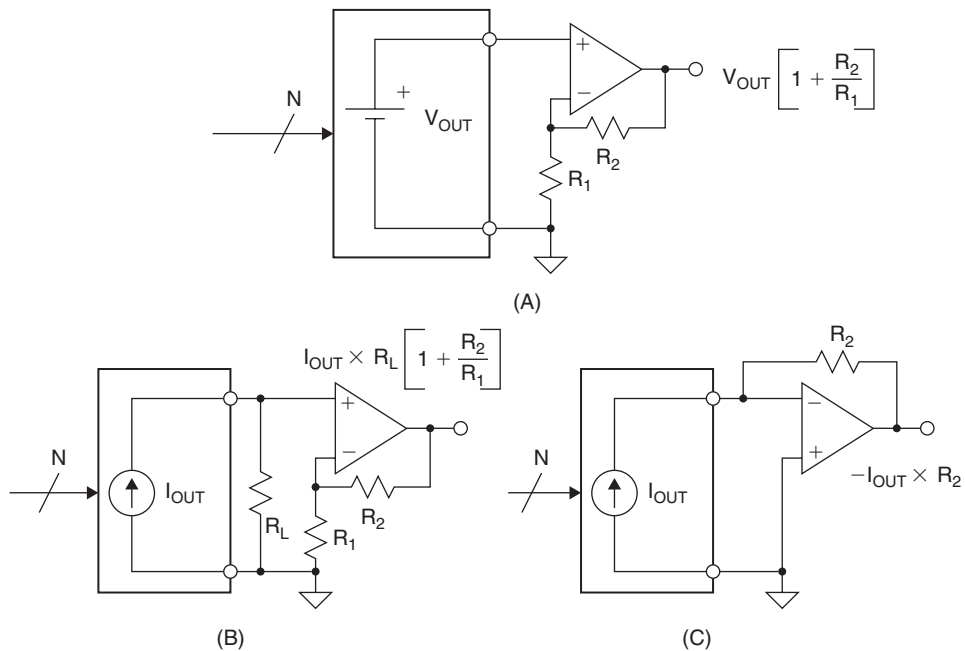 N
+
V_OUT
+
−
V_OUT [1 + R_2/R_1]
R_2
R_1
(A)
I_OUT × R_L [1 + R_2/R_1]
N
I_OUT
R_L
+
−
R_2
R_1
(B)
R_2
N
I_OUT
−
+
−I_OUT × R_2
(C)